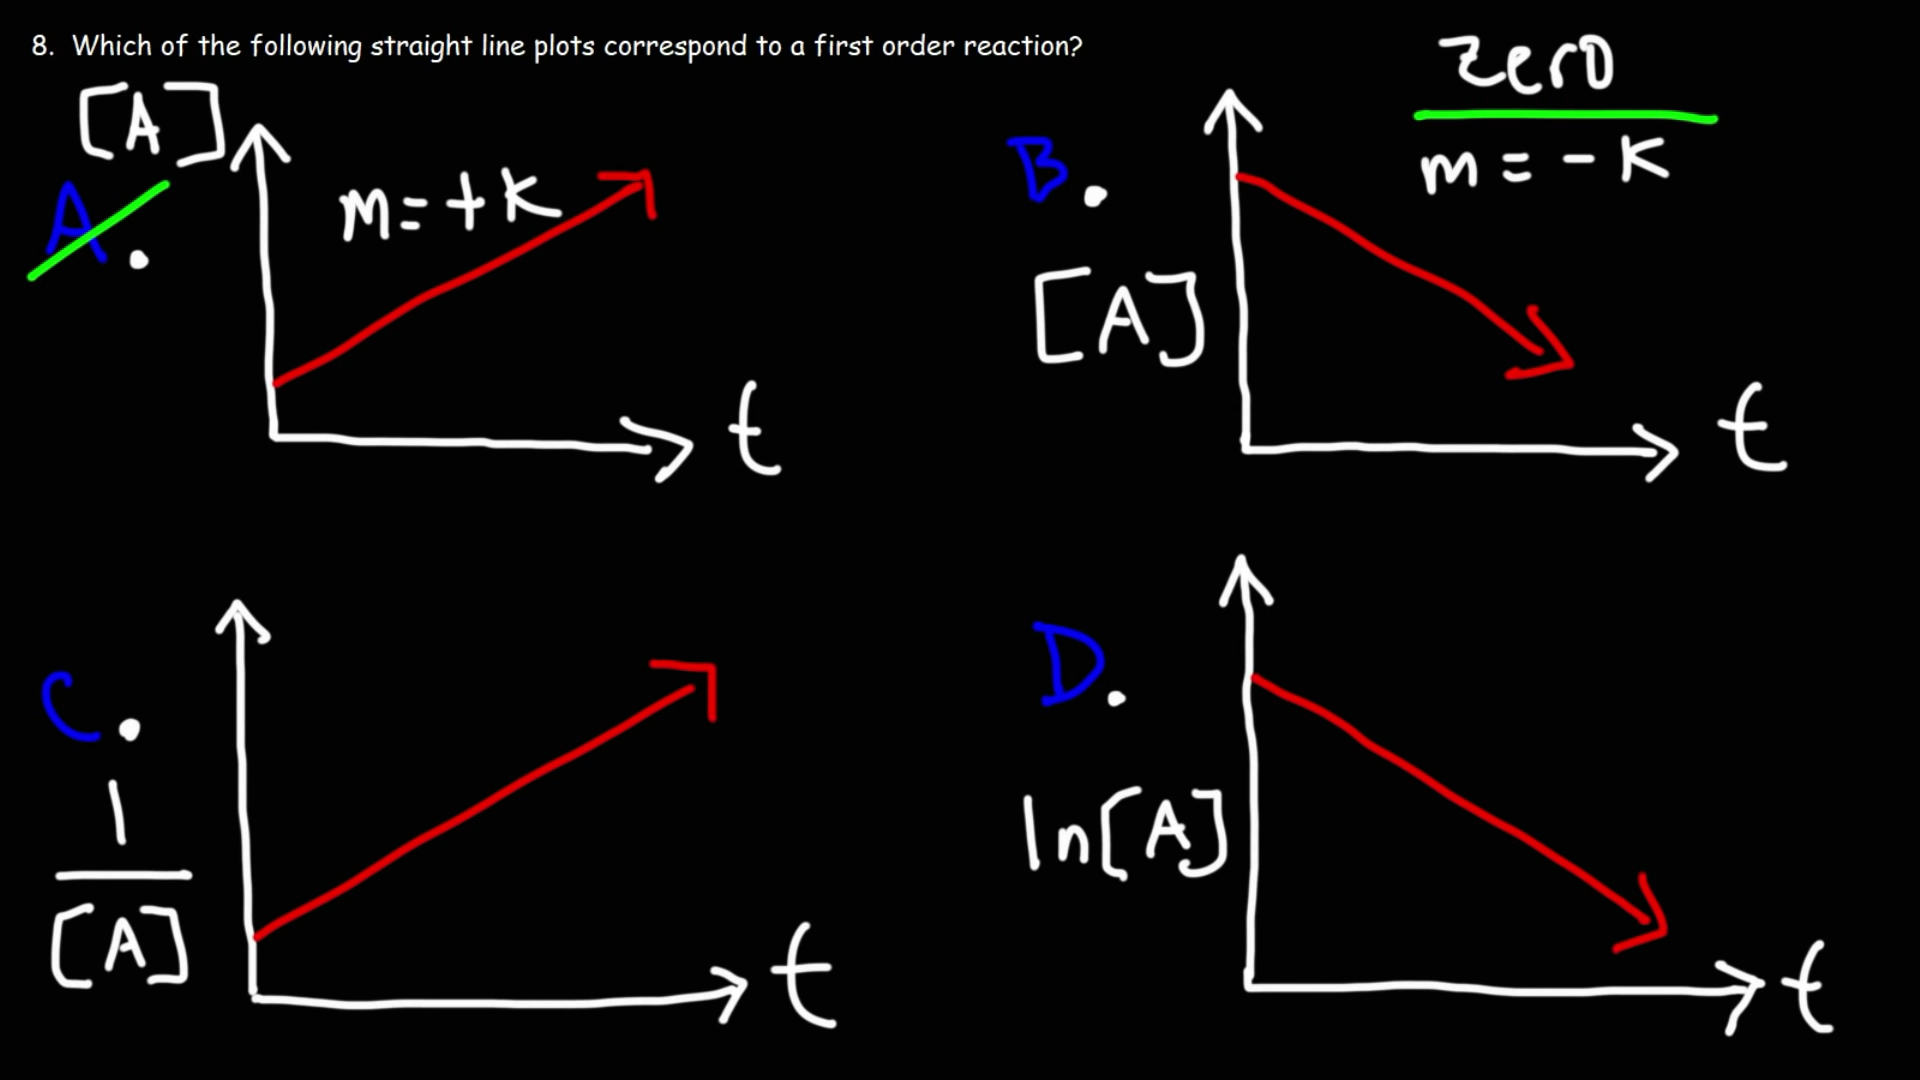 8. Which of the following straight line plots correspond to a first order reaction?
[A]
A.
m = + K
t
zero
m = - K
B.
[A]
t
C.
1
[A]
t
D.
ln[A]
t